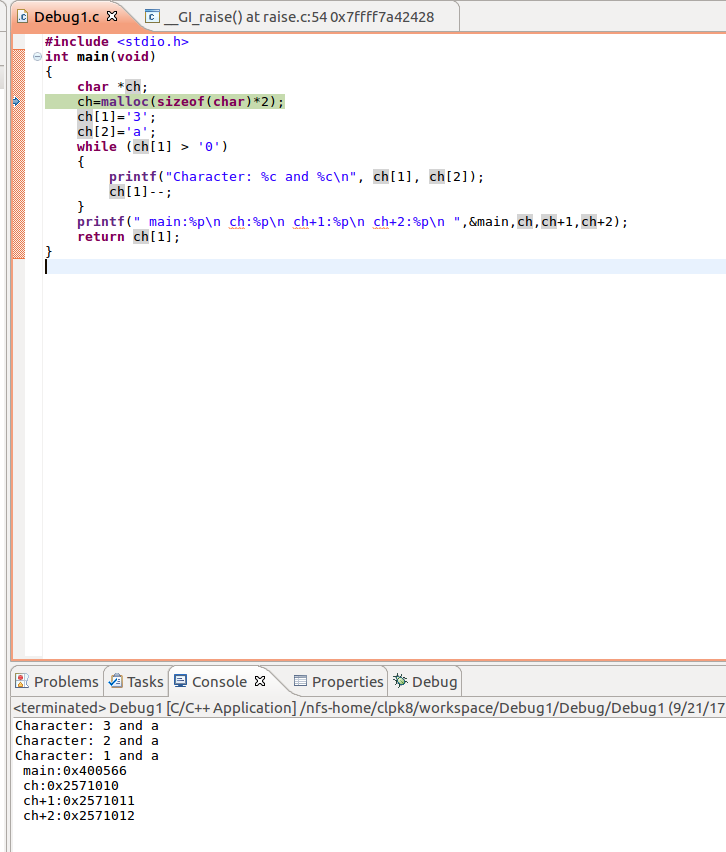 Debug1.c __GI_raise() at raise.c:54 0x7ffff7a42428
#include <stdio.h>
int main(void)
{
    char *ch;
    ch=malloc(sizeof(char)*2);
    ch[1]='3';
    ch[2]='a';
    while (ch[1] > '0')
    {
        printf("Character: %c and %c\n", ch[1], ch[2]);
        ch[1]--;
    }
    printf(" main:%p\n ch:%p\n ch+1:%p\n ch+2:%p\n ",&main,ch,ch+1,ch+2);
    return ch[1];
}
Problems Tasks Console Properties Debug
<terminated> Debug1 [C/C++ Application] /nfs-home/clpk8/workspace/Debug1/Debug/Debug1 (9/21/17
Character: 3 and a
Character: 2 and a
Character: 1 and a
 main:0x400566
 ch:0x2571010
 ch+1:0x2571011
 ch+2:0x2571012